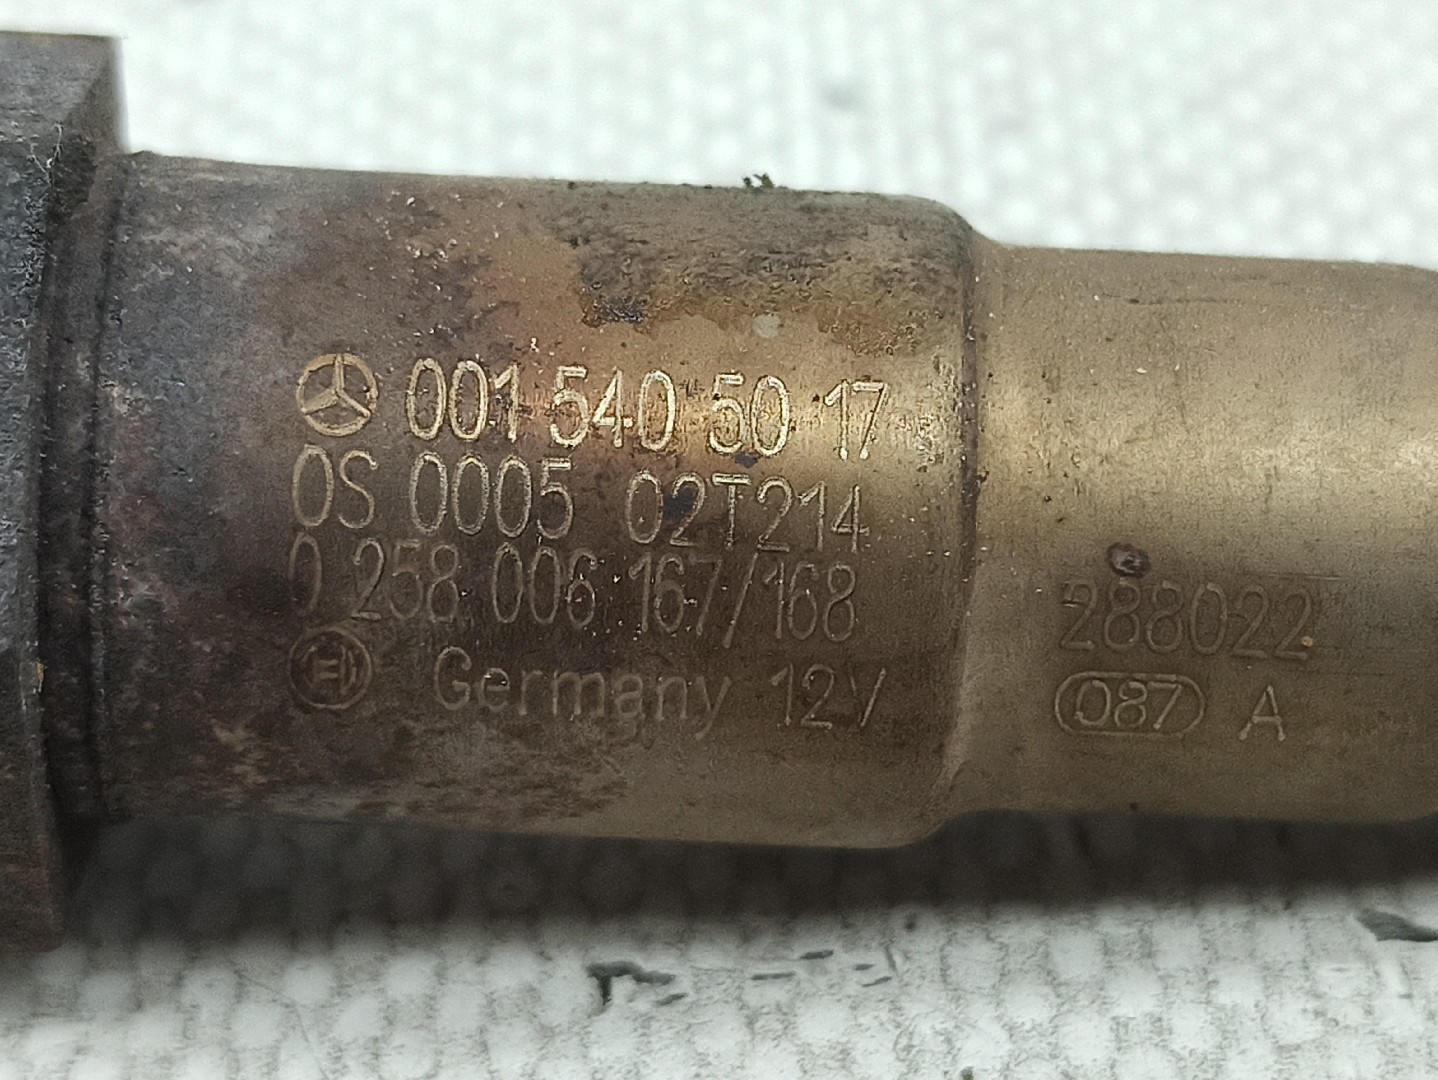 001 540 50 17
0S 0005 02T214
0 258 006 167/168
Germany 12V
288022
087 A